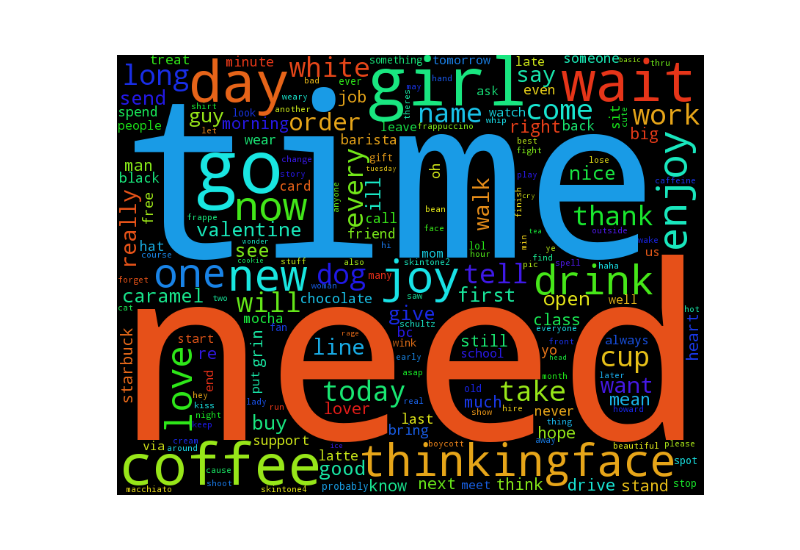 treat minute white girl something tomorrow late someone basic thru
long day bad ever job hand say even wait
send name come ask
spend shirt weary look guy order watch work
people morning another let barista leave frappuccino whip right back sit cute big
time
man wear gift best fight lose nice enjoy
black go card change story every ill oh walk play cry caffeine
really free hat now tuesday anyone call bean finish thank
frappe valentine friend face outside make us
course see wonder hi mom lol hour min tea ye find
one new cookie stuff also dog skintone2 joy tell pic spell haha drink
forget caramel will many saw first open well hot
cat two woman chocolate
need
mocha give schultz class everyone always heart
starbuck start fan bc line rage wink still yo front cup
love re grin early school head
end put asap month later want
hey kiss today old take mean howard
night lady run lover real much show hire never thing
keep buy last bring hope
via cream around support ice boycott away beautiful please
coffee latte thinkingface spot
cause good
macchiato shoot skintone4 probably know next meet think drive stand stop